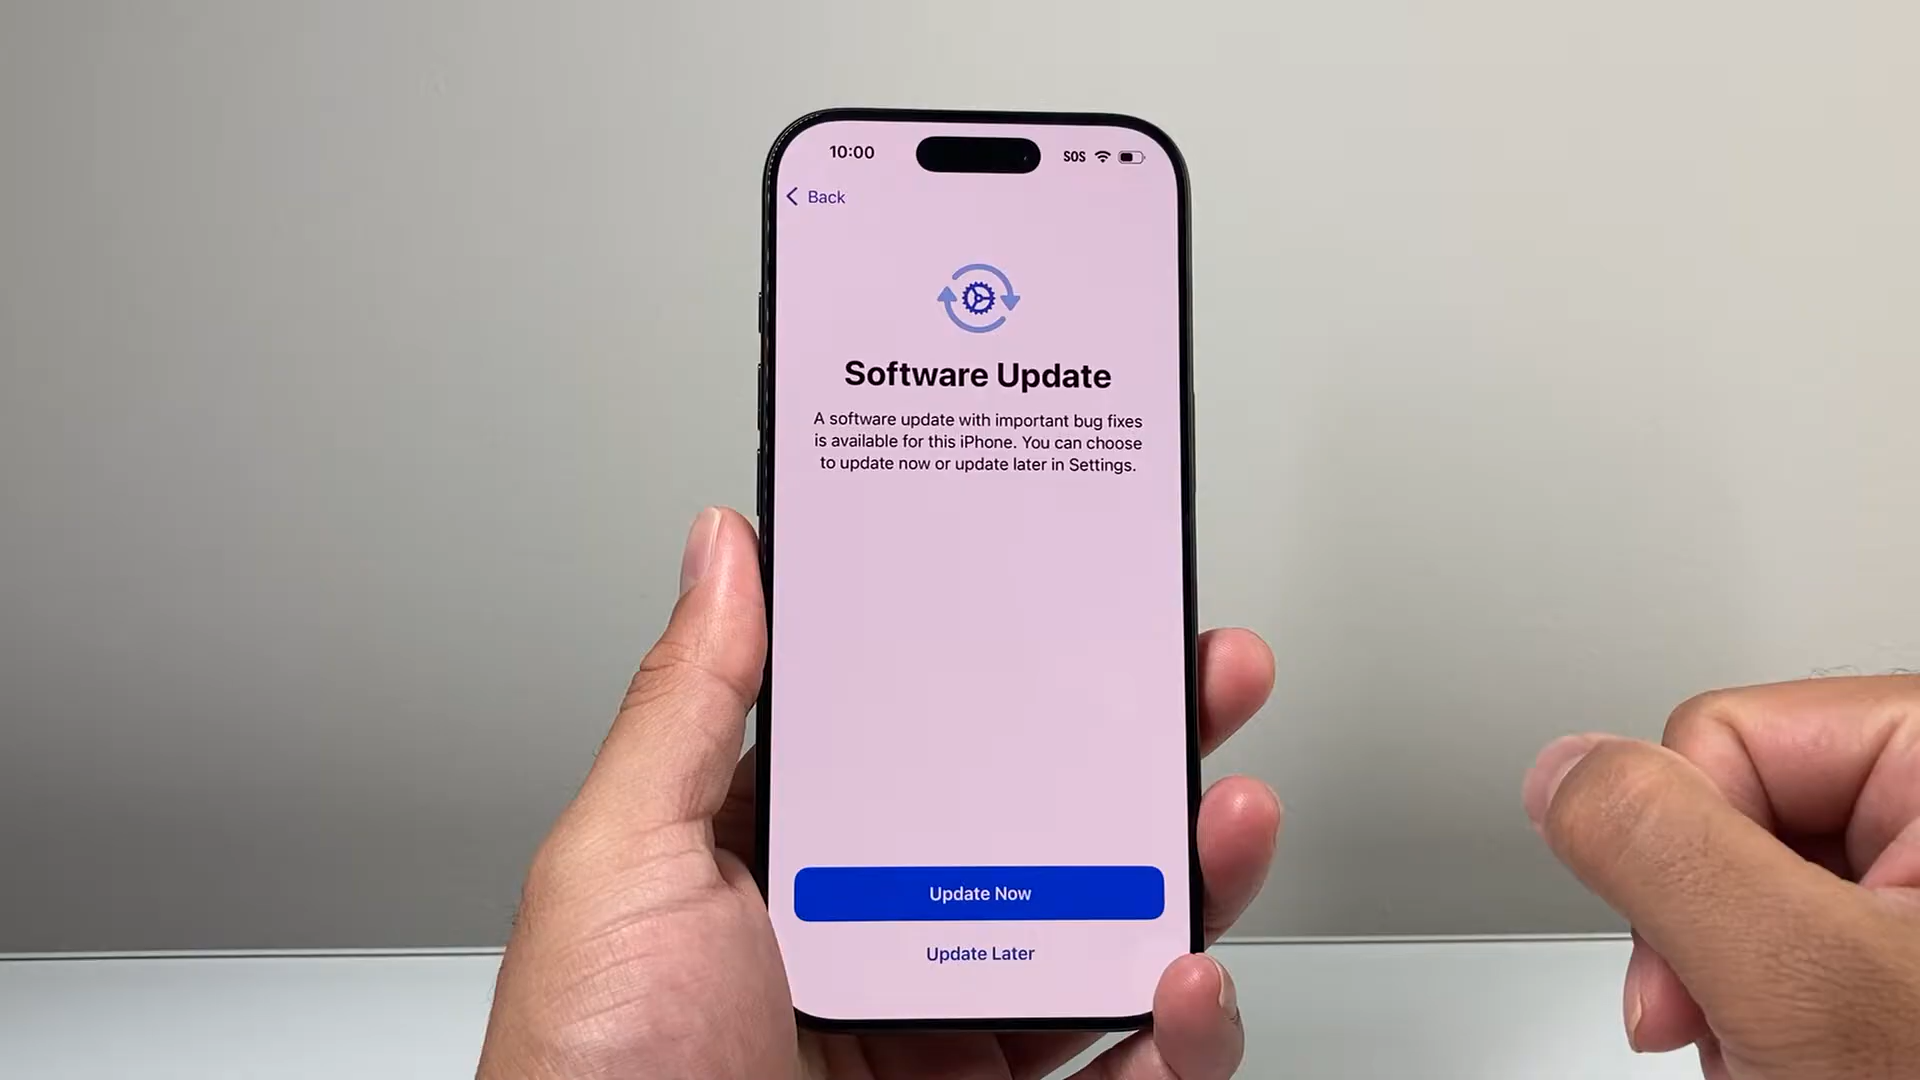 10:00
SOS
Back
Software Update
A software update with important bug fixes
is available for this iPhone. You can choose
to update now or update later in Settings.
Update Now
Update Later